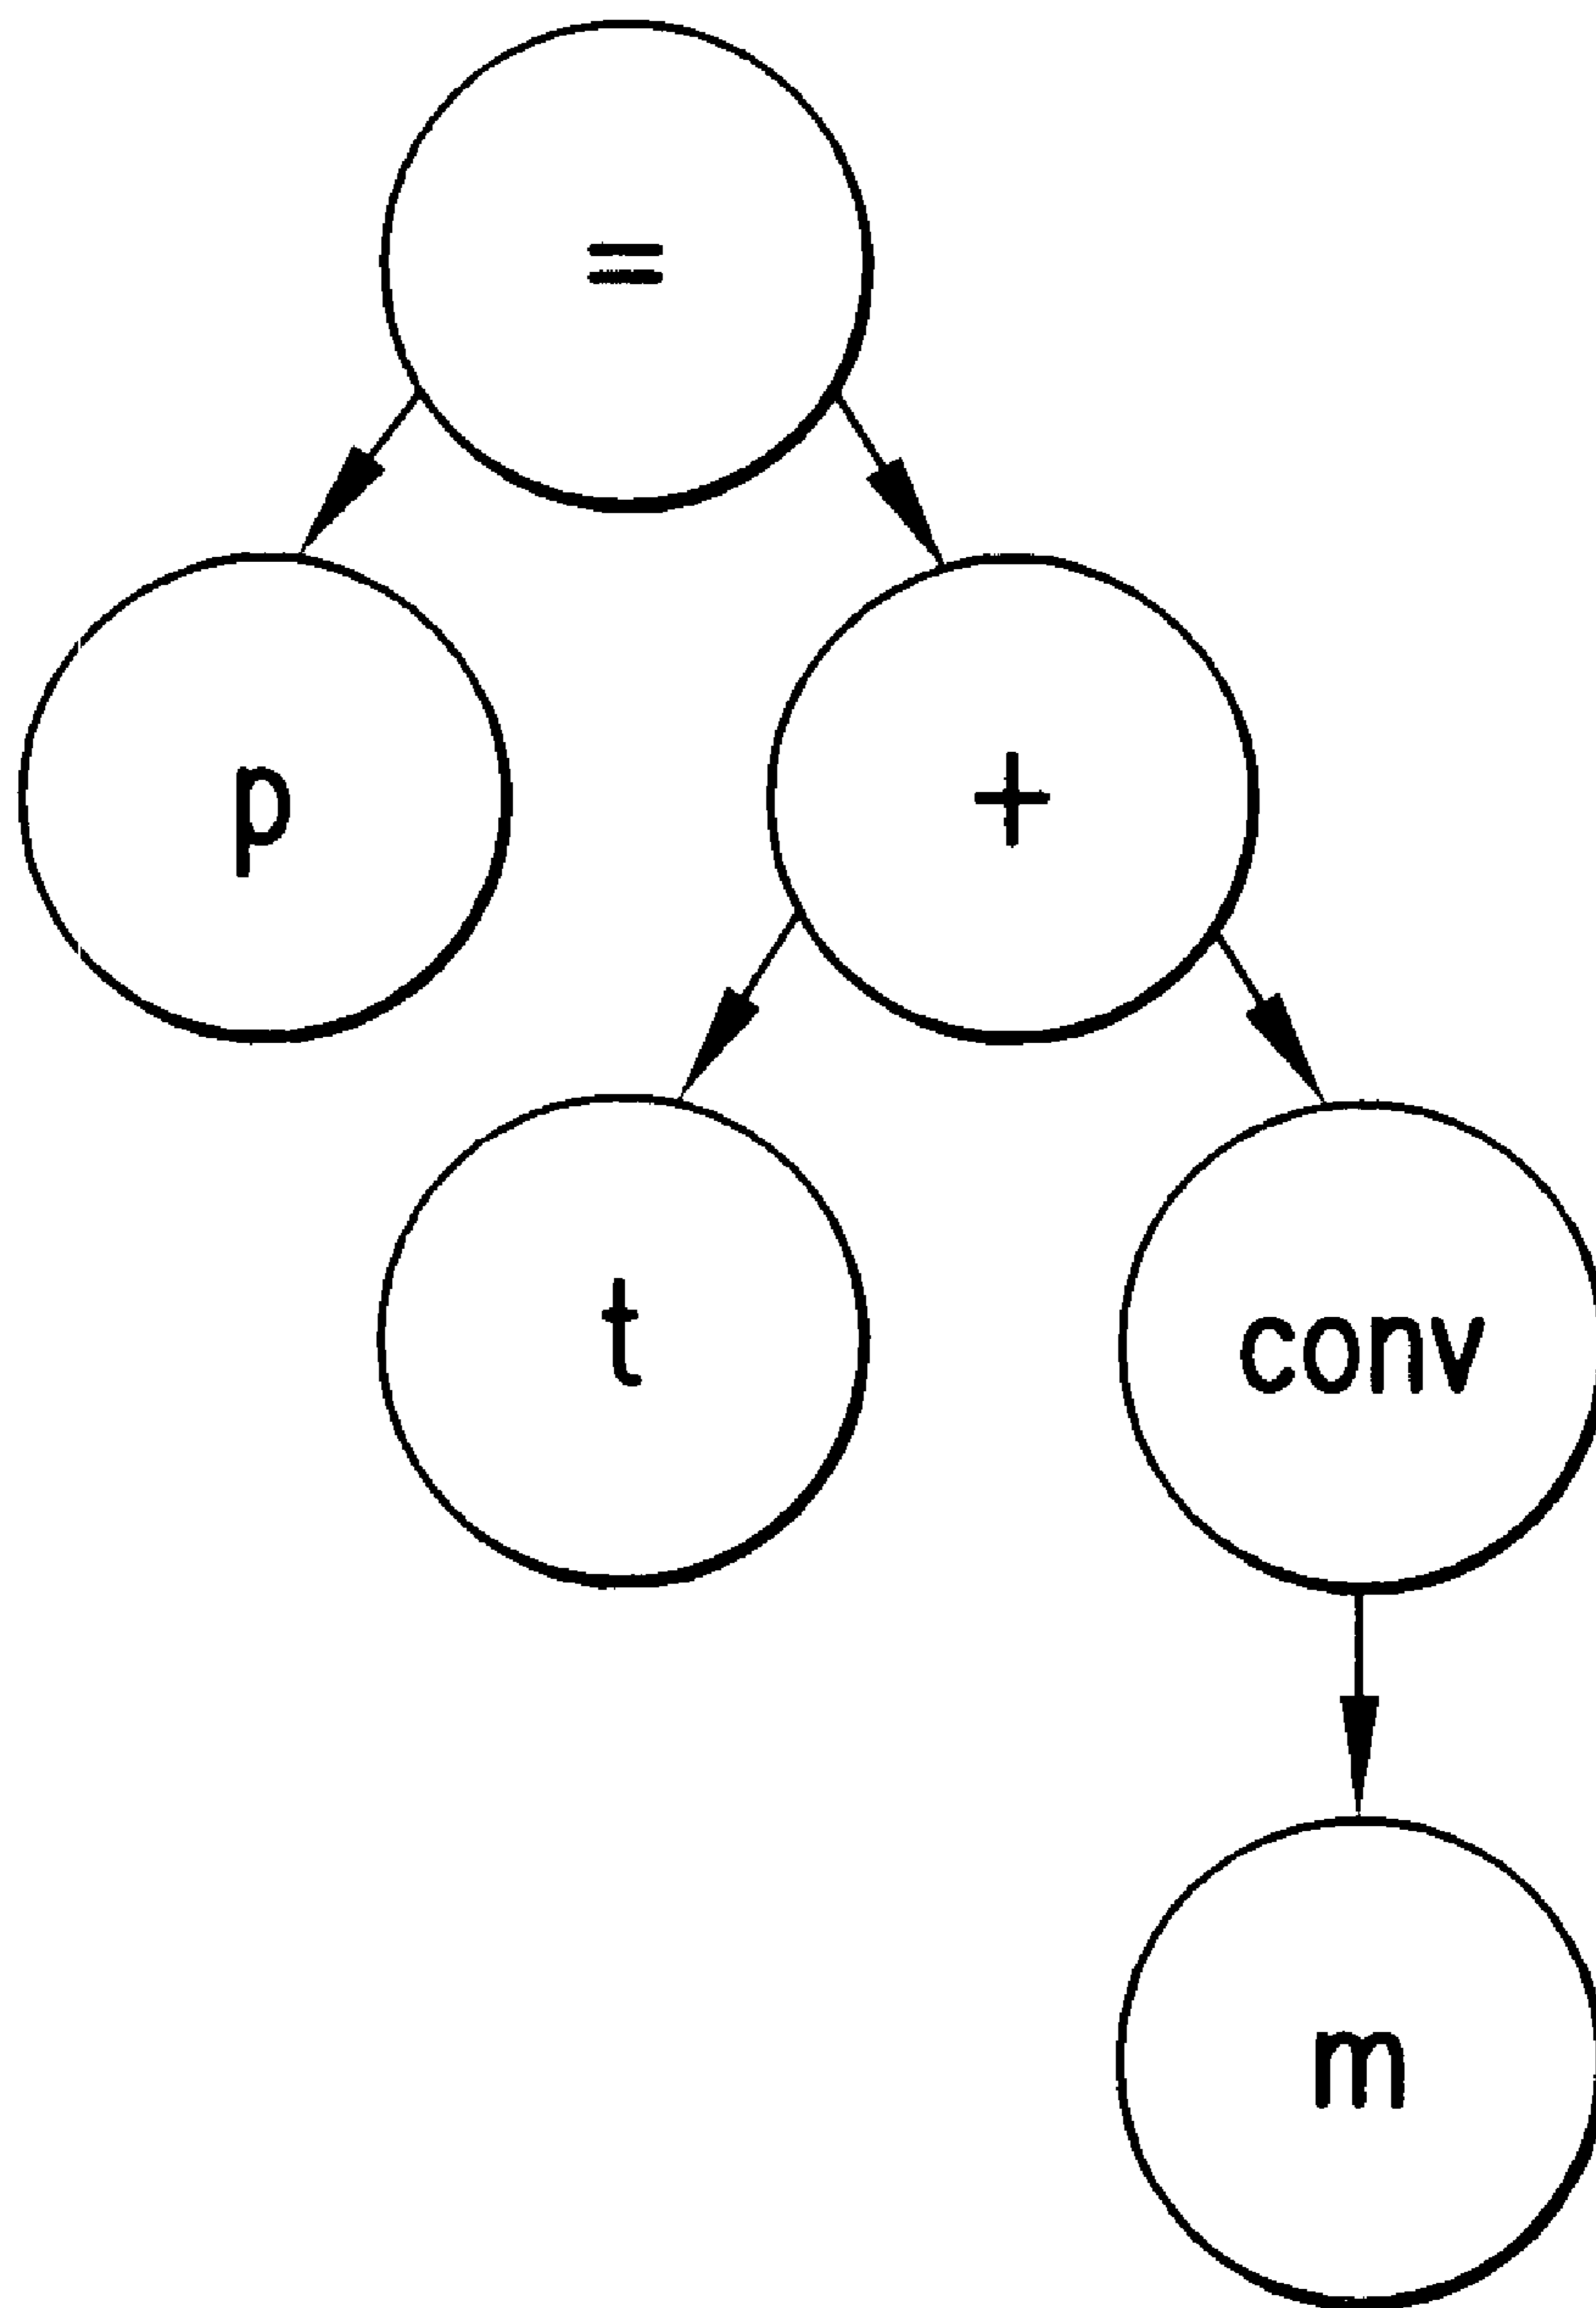 =
p
+
t
conv
m